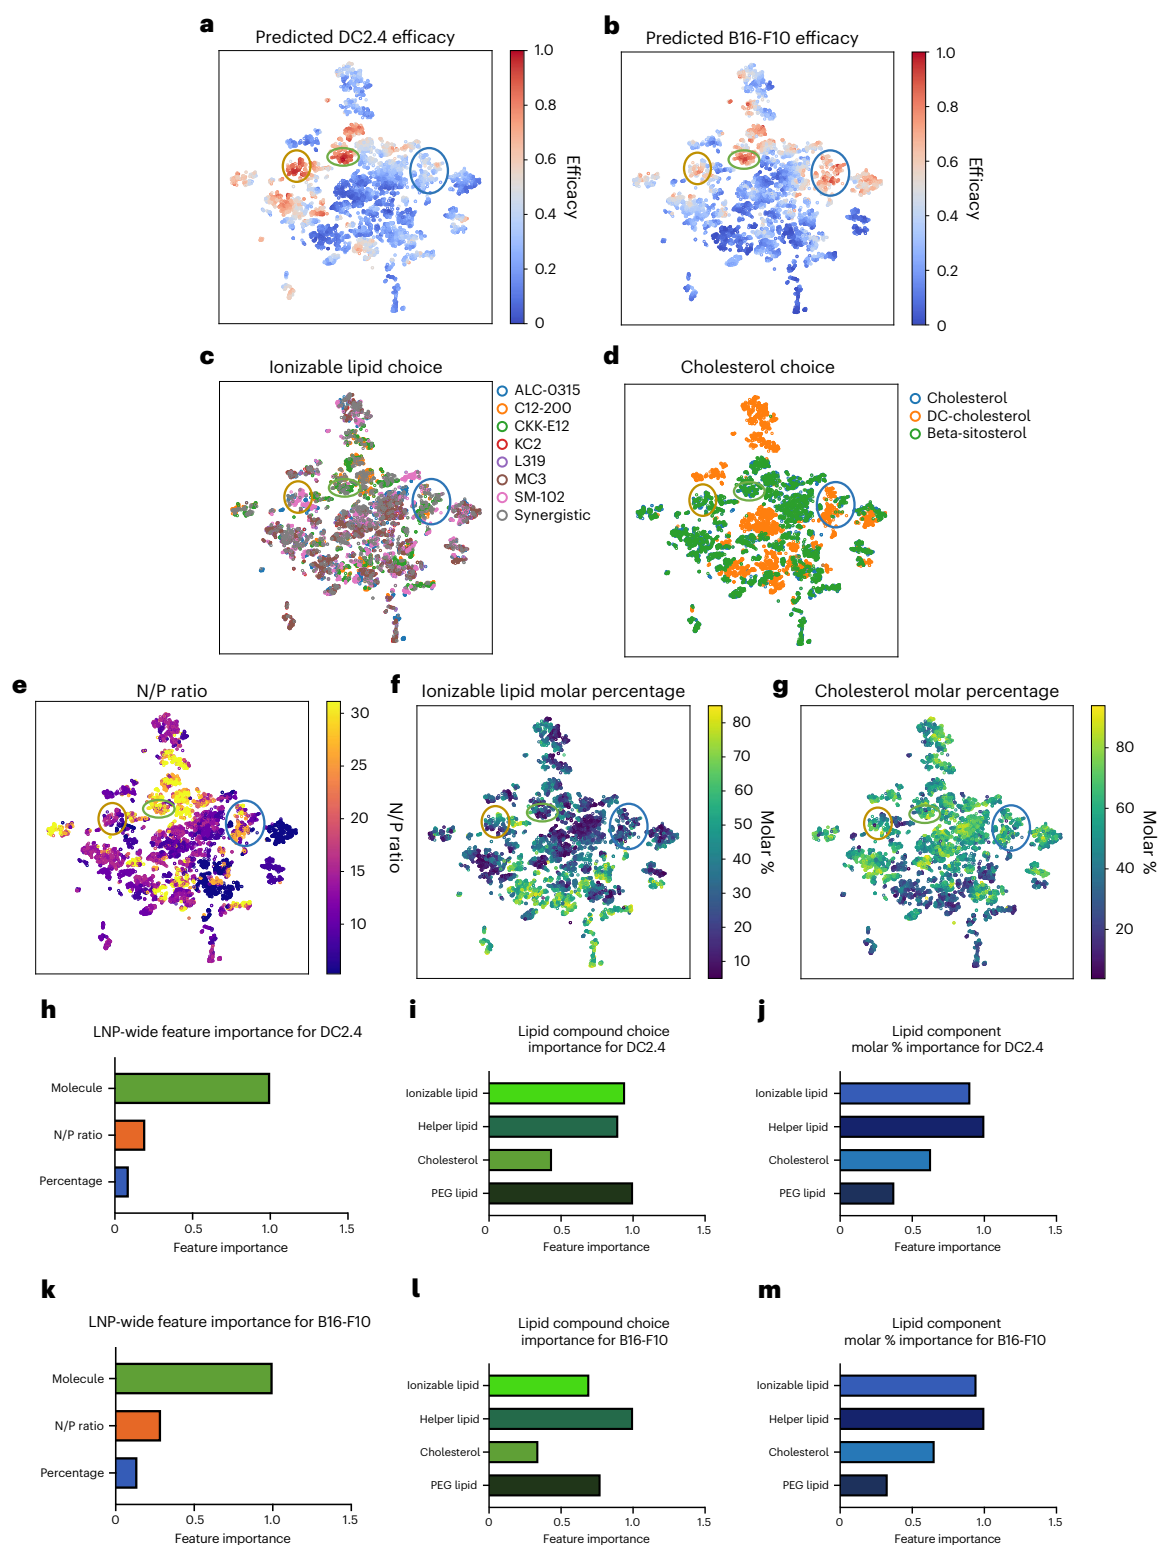 a
Predicted DC2.4 efficacy
1.0
0.8
0.6
0.4
0.2
0
Efficacy
b
Predicted B16-F10 efficacy
1.0
0.8
0.6
0.4
0.2
0
Efficacy
c
Ionizable lipid choice
ALC-0315
C12-200
CKK-E12
KC2
L319
MC3
SM-102
Synergistic
d
Cholesterol choice
Cholesterol
DC-cholesterol
Beta-sitosterol
e
N/P ratio
30
25
20
15
10
N/P ratio
f
Ionizable lipid molar percentage
80
70
60
50
40
30
20
10
Molar %
g
Cholesterol molar percentage
80
60
40
20
Molar %
h
LNP-wide feature importance for DC2.4
Molecule
N/P ratio
Percentage
0 0.5 1.0 1.5
Feature importance
i
Lipid compound choice
importance for DC2.4
Ionizable lipid
Helper lipid
Cholesterol
PEG lipid
0 0.5 1.0 1.5
Feature importance
j
Lipid component
molar % importance for DC2.4
Ionizable lipid
Helper lipid
Cholesterol
PEG lipid
0 0.5 1.0 1.5
Feature importance
k
LNP-wide feature importance for B16-F10
Molecule
N/P ratio
Percentage
0 0.5 1.0 1.5
Feature importance
l
Lipid compound choice
importance for B16-F10
Ionizable lipid
Helper lipid
Cholesterol
PEG lipid
0 0.5 1.0 1.5
Feature importance
m
Lipid component
molar % importance for B16-F10
Ionizable lipid
Helper lipid
Cholesterol
PEG lipid
0 0.5 1.0 1.5
Feature importance